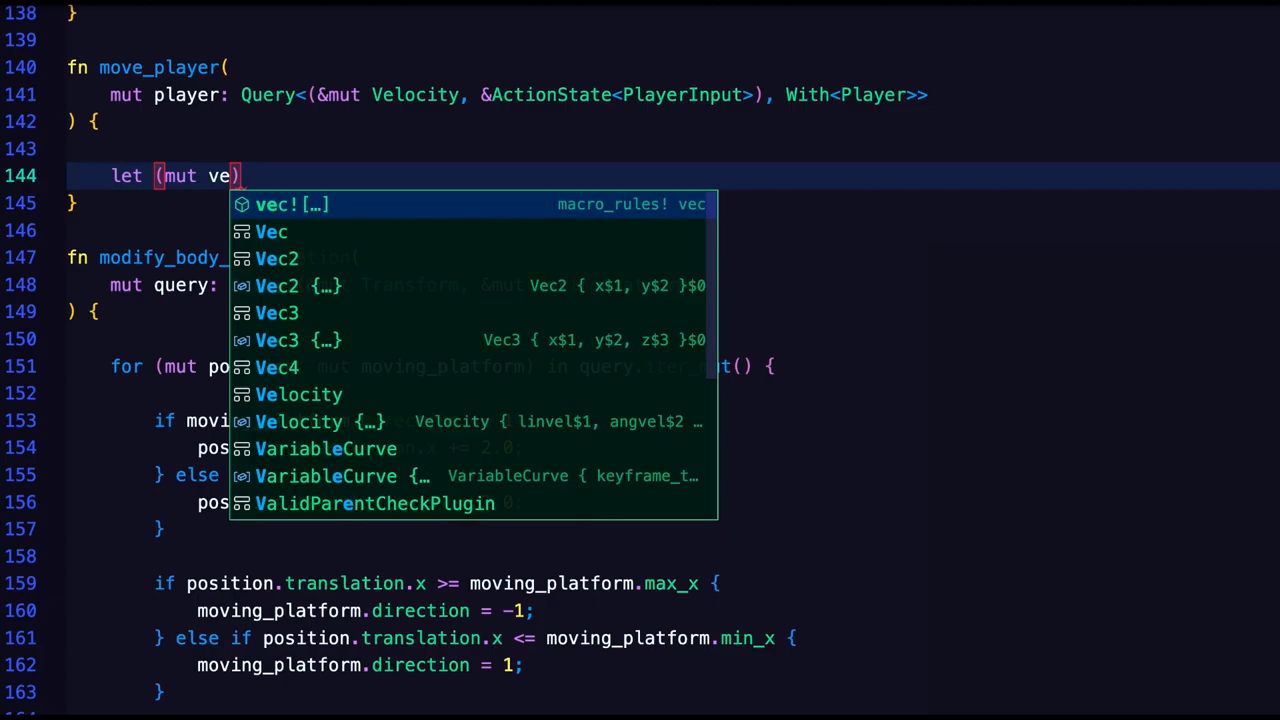 138 }
139
140 fn move_player(
141 mut player: Query<(&mut Velocity, &ActionState<PlayerInput>), With<Player>>
142 ) {
143
144 let (mut ve)
145 }
vec![…] macro_rules! vec
146
Vec
147 fn modify_body_
Vec2
148 mut query:
Vec2 {…} Vec2 { x$1, y$2 }$0
149 ) {
Vec3
150
Vec3 {…} Vec3 { x$1, y$2, z$3 }$0
151 for (mut po mut moving_platform) in query.iter_mut() {
Vec4
152
Velocity
153 if movi
Velocity {…} Velocity { linvel$1, angvel$2 …
154 pos
VariableCurve
155 } else
VariableCurve {… VariableCurve { keyframe_t…
156 pos
ValidParentCheckPlugin
157 }
158
159 if position.translation.x >= moving_platform.max_x {
160 moving_platform.direction = -1;
161 } else if position.translation.x <= moving_platform.min_x {
162 moving_platform.direction = 1;
163 }